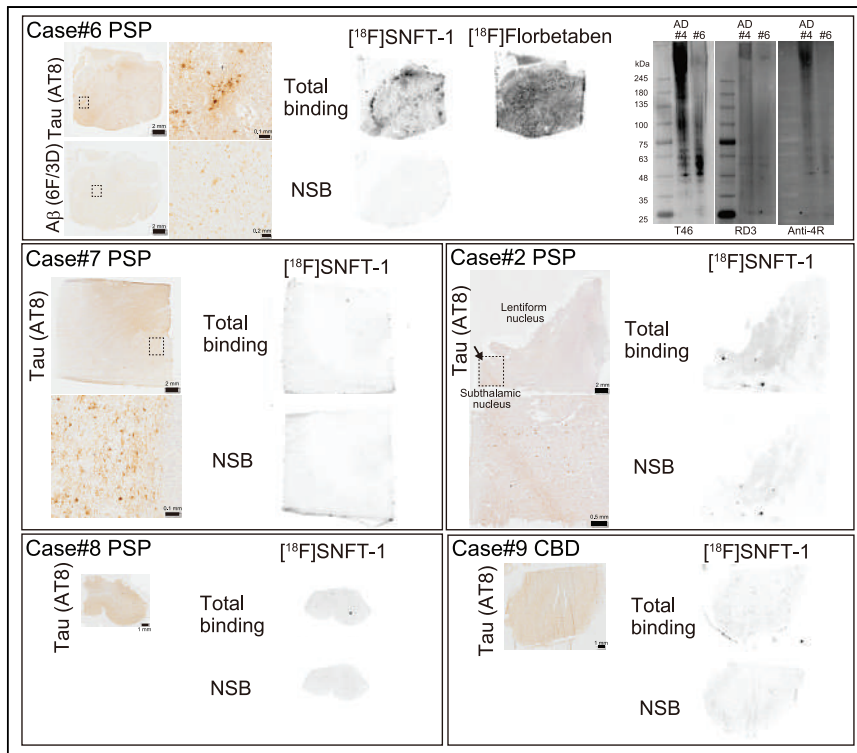 Case#6 PSP
[¹⁸F]SNFT-1
[¹⁸F]Florbetaben
Tau (AT8)
Aβ (6F/3D)
2 mm
0.1 mm
2 mm
0.2 mm
Total
binding
NSB
AD
#4 #6
AD
#4 #6
AD
#4 #6
kDa
245
180
135
100
75
63
48
35
25
T46
RD3
Anti-4R
Case#7 PSP
[¹⁸F]SNFT-1
Tau (AT8)
2 mm
0.1 mm
Total
binding
NSB
Case#2 PSP
[¹⁸F]SNFT-1
Tau (AT8)
Lentiform
nucleus
2 mm
Subthalamic
nucleus
0.5 mm
Total
binding
NSB
Case#8 PSP
[¹⁸F]SNFT-1
Tau (AT8)
1 mm
Total
binding
NSB
Case#9 CBD
[¹⁸F]SNFT-1
Tau (AT8)
1 mm
Total
binding
NSB